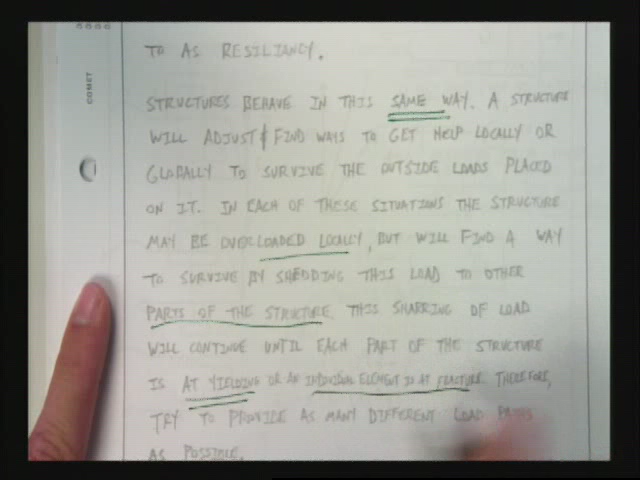 COMET
TO AS RESILIANCY.
STRUCTURES BEHAVE IN THIS SAME WAY. A STRUCTURE
WILL ADJUST & FIND WAYS TO GET HELP LOCALLY OR
GLOBALLY TO SURVIVE THE OUTSIDE LOADS PLACED
ON IT. IN EACH OF THESE SITUATIONS THE STRUCTURE
MAY BE OVERLOADED LOCALLY, BUT WILL FIND A WAY
TO SURVIVE BY SHEDDING THIS LOAD TO OTHER
PARTS OF THE STRUCTURE. THIS SHARRING OF LOAD
WILL CONTINUE UNTIL EACH PART OF THE STRUCTURE
IS AT YIELDING OR AN INDIVIDUAL ELEMENT IS AT FRACTURE. THEREFORE,
TRY TO PROVIDE AS MANY DIFFERENT LOAD PATHS
AS POSSIBLE.